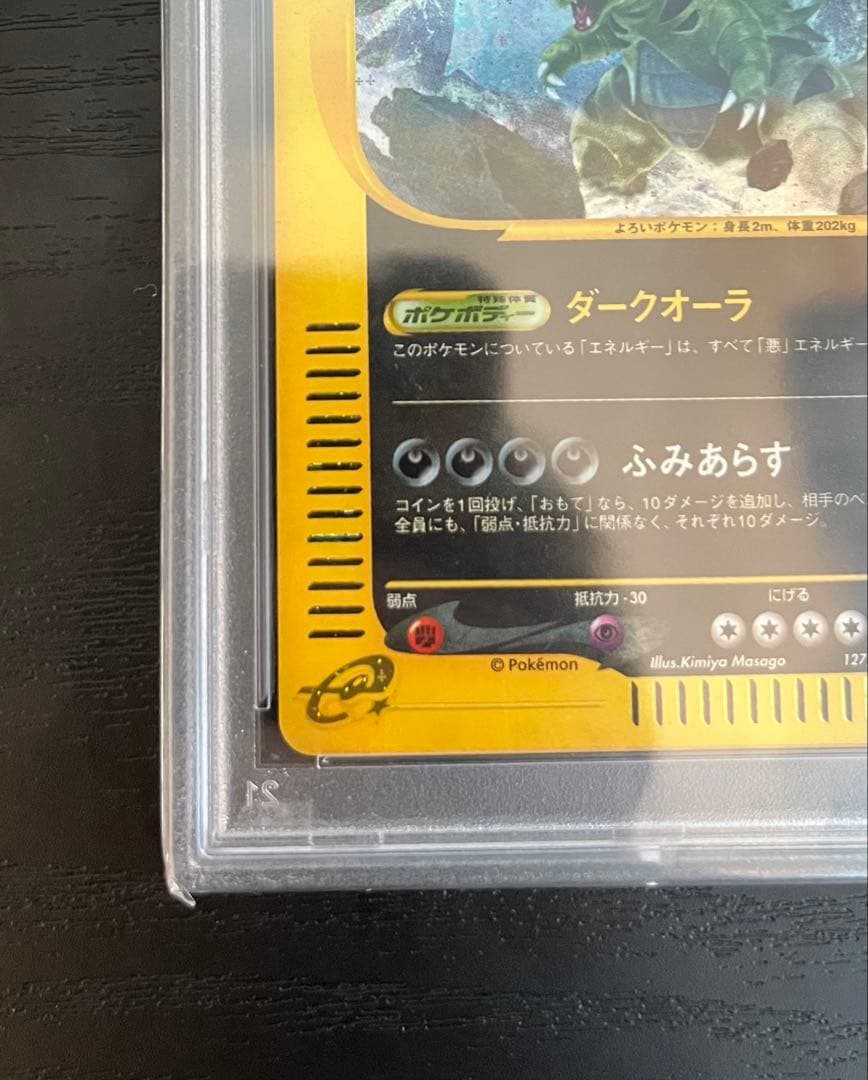 よろいポケモン：身長2m、体重202kg
特殊体質
ポケボディー ダークオーラ
このポケモンについている「エネルギー」は、すべて「悪」エネルギー
ふみあらす
コインを1回投げ、「おもて」なら、10ダメージを追加し、相手のベ
全員にも、「弱点・抵抗力」に関係なく、それぞれ10ダメージ。
弱点 抵抗力 -30 にげる
© Pokémon Illus.Kimiya Masago 127
e
21